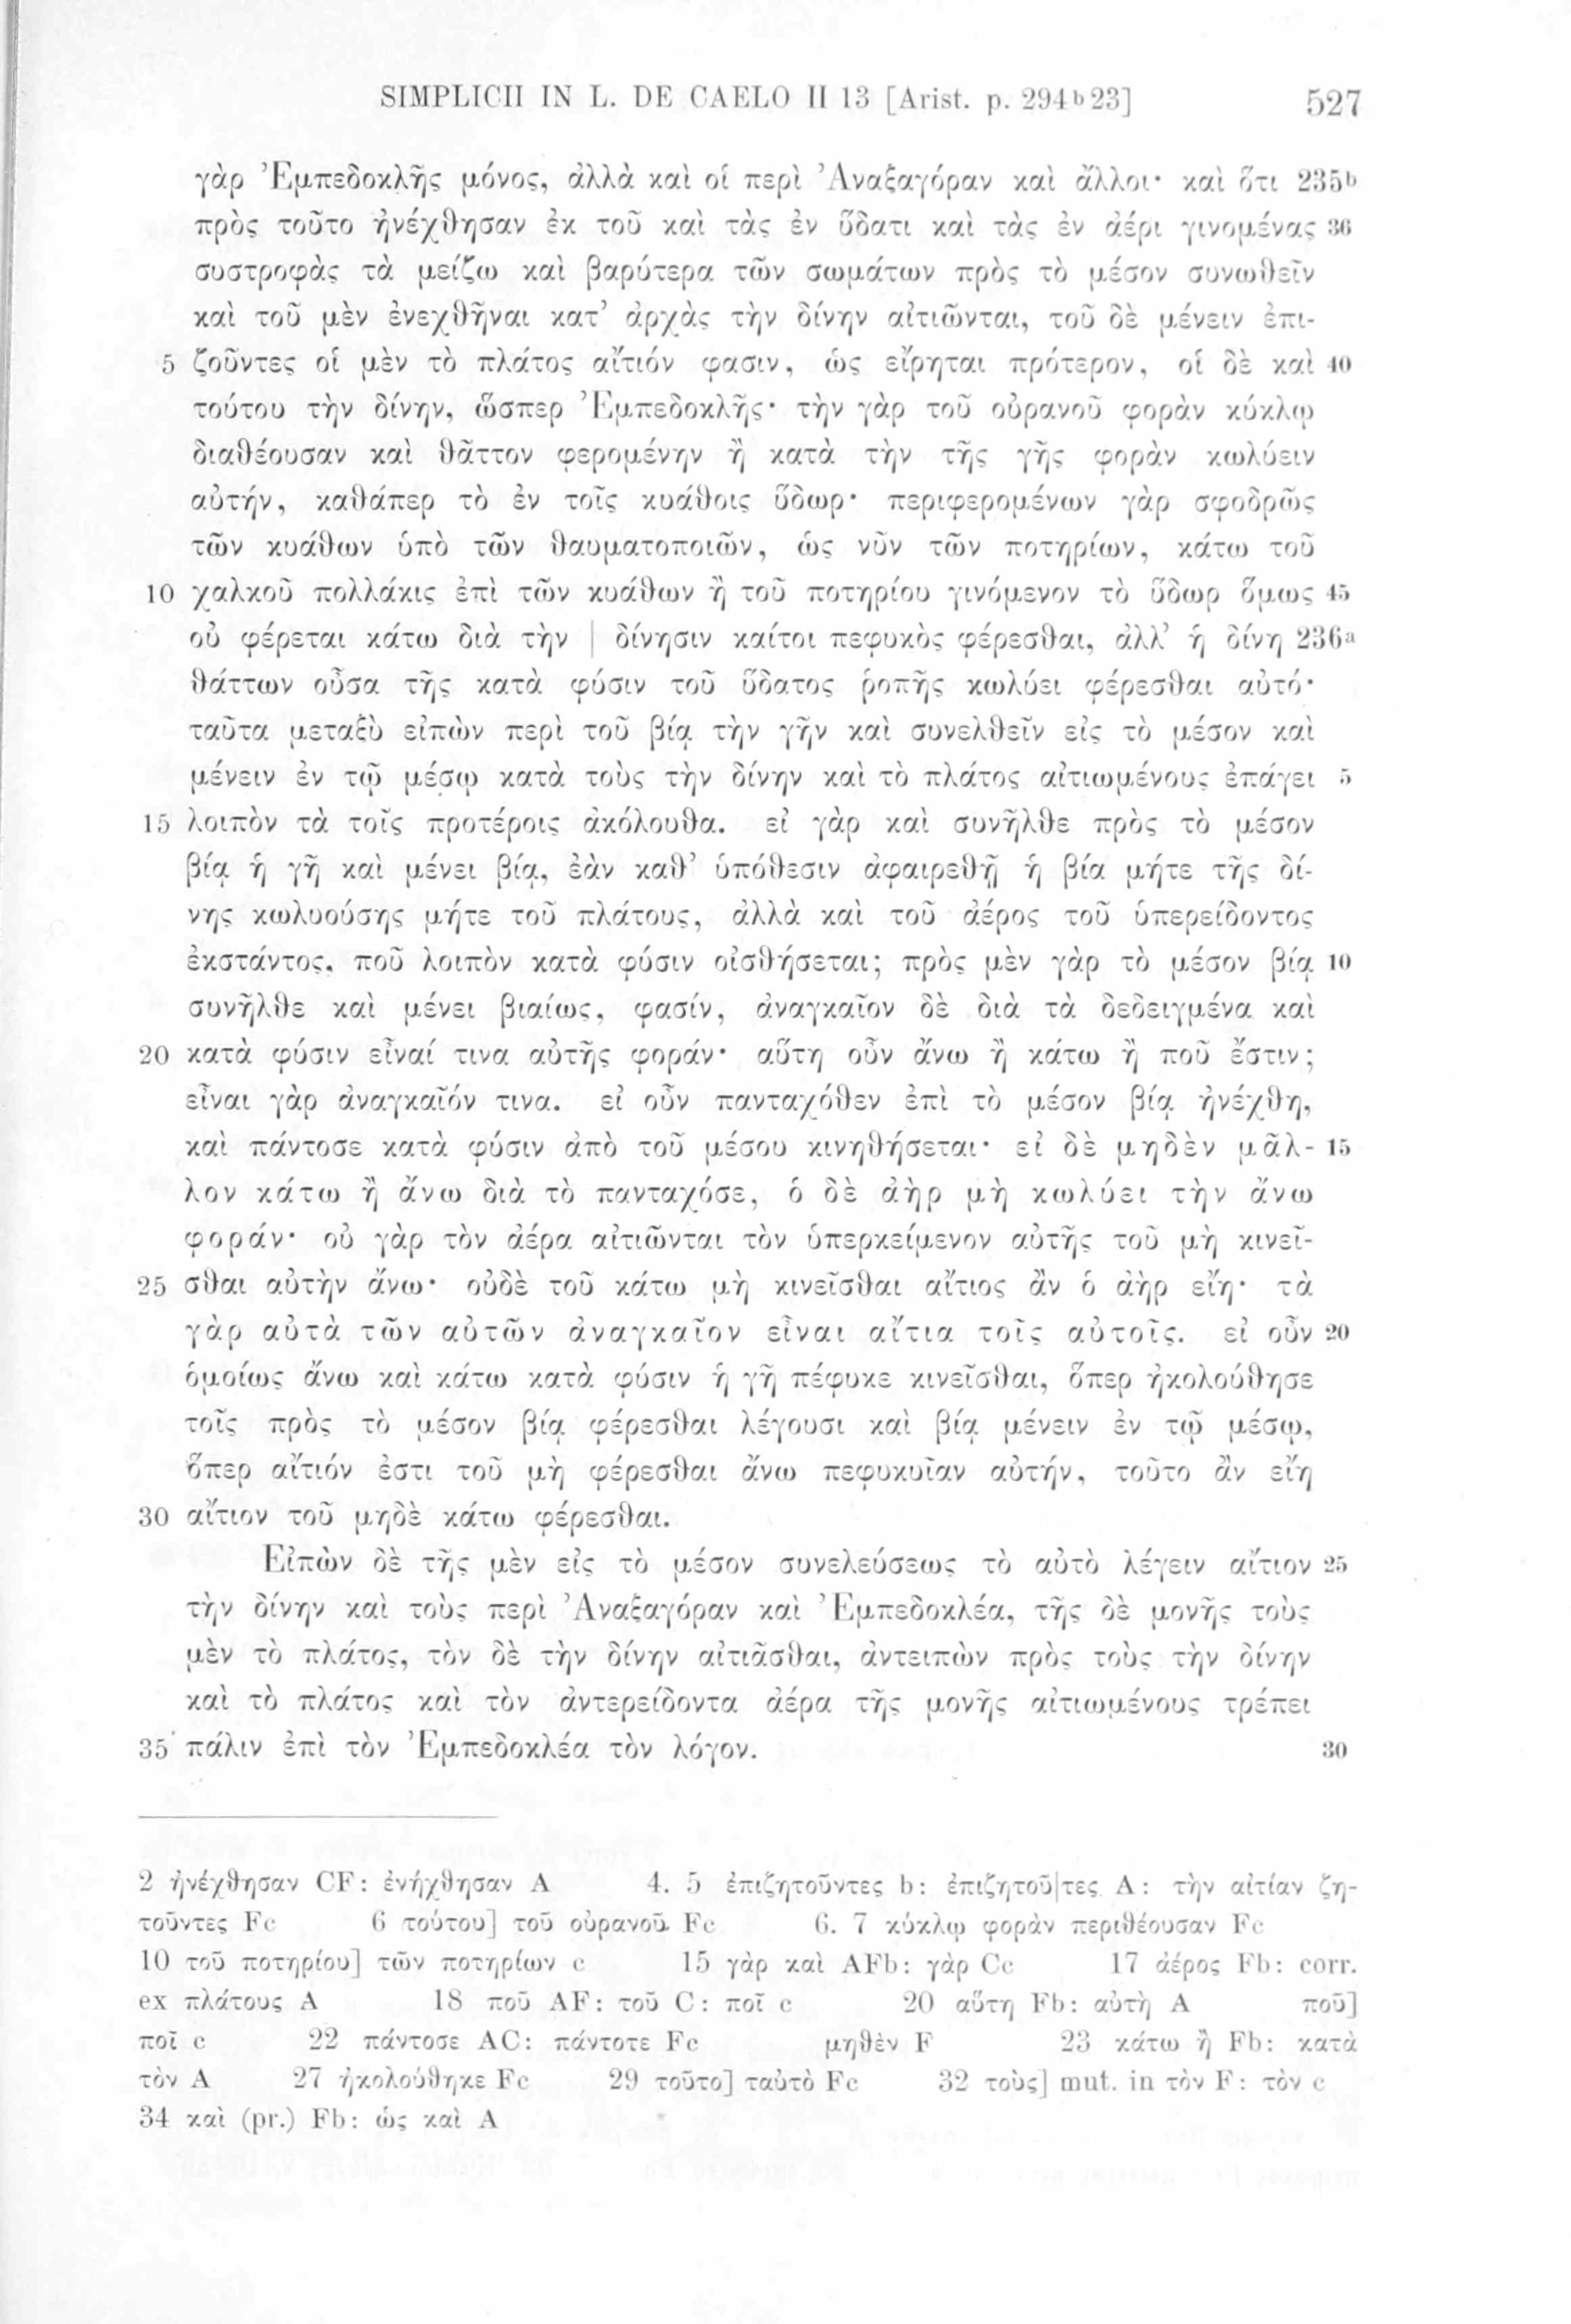 SIMPLICII IN L. DE CAELO II 13 [Arist. p. 294ᵇ23] 527
γὰρ Ἐμπεδοκλῆς μόνος, ἀλλὰ καὶ οἱ περὶ Ἀναξαγόραν καὶ ἄλλοι· καὶ ὅτι 235ᵇ
πρὸς τοῦτο ἠνέχθησαν ἐκ τοῦ καὶ τὰς ἐν ὕδατι καὶ τὰς ἐν ἀέρι γινομένας 36
συστροφὰς τὰ μείζω καὶ βαρύτερα τῶν σωμάτων πρὸς τὸ μέσον συνωθεῖν
καὶ τοῦ μὲν ἐνεχθῆναι κατ’ ἀρχὰς τὴν δίνην αἰτιῶνται, τοῦ δὲ μένειν ἐπι-
5 ζοῦντες οἱ μὲν τὸ πλάτος αἴτιόν φασιν, ὡς εἴρηται πρότερον, οἱ δὲ καὶ 40
τούτου τὴν δίνην, ὥσπερ Ἐμπεδοκλῆς· τὴν γὰρ τοῦ οὐρανοῦ φορὰν κύκλῳ
διαθέουσαν καὶ θᾶττον φερομένην ἢ κατὰ τὴν τῆς γῆς φορὰν κωλύειν
αὐτήν, καθάπερ τὸ ἐν τοῖς κυάθοις ὕδωρ· περιφερομένων γὰρ σφοδρῶς
τῶν κυάθων ὑπὸ τῶν θαυματοποιῶν, ὡς νῦν τῶν ποτηρίων, κάτω τοῦ
10 χαλκοῦ πολλάκις ἐπὶ τῶν κυάθων ἢ τοῦ ποτηρίου γινόμενον τὸ ὕδωρ ὅμως 45
οὐ φέρεται κάτω διὰ τὴν | δίνησιν καίτοι πεφυκὸς φέρεσθαι, ἀλλ’ ἡ δίνη 236ᵃ
θάττων οὖσα τῆς κατὰ φύσιν τοῦ ὕδατος ῥοπῆς κωλύει φέρεσθαι αὐτό·
ταῦτα μεταξὺ εἰπὼν περὶ τοῦ βίᾳ τὴν γῆν καὶ συνελθεῖν εἰς τὸ μέσον καὶ
μένειν ἐν τῷ μέσῳ κατὰ τοὺς τὴν δίνην καὶ τὸ πλάτος αἰτιωμένους ἐπάγει 5
15 λοιπὸν τὰ τοῖς προτέροις ἀκόλουθα. εἰ γὰρ καὶ συνῆλθε πρὸς τὸ μέσον
βίᾳ ἡ γῆ καὶ μένει βίᾳ, ἐὰν καθ’ ὑπόθεσιν ἀφαιρεθῇ ἡ βία μήτε τῆς δί-
νης κωλυούσης μήτε τοῦ πλάτους, ἀλλὰ καὶ τοῦ ἀέρος τοῦ ὑπερείδοντος
ἐκστάντος, ποῦ λοιπὸν κατὰ φύσιν οἰσθήσεται; πρὸς μὲν γὰρ τὸ μέσον βίᾳ 10
συνῆλθε καὶ μένει βιαίως, φασίν, ἀναγκαῖον δὲ διὰ τὰ δεδειγμένα καὶ
20 κατὰ φύσιν εἶναί τινα αὐτῆς φοράν· αὕτη οὖν ἄνω ἢ κάτω ἢ ποῦ ἔστιν;
εἶναι γὰρ ἀναγκαῖόν τινα. εἰ οὖν πανταχόθεν ἐπὶ τὸ μέσον βίᾳ ἠνέχθη,
καὶ πάντοσε κατὰ φύσιν ἀπὸ τοῦ μέσου κινηθήσεται· εἰ δὲ μηδὲν μᾶλ- 15
λον κάτω ἢ ἄνω διὰ τὸ πανταχόσε, ὁ δὲ ἀὴρ μὴ κωλύει τὴν ἄνω
φοράν· οὐ γὰρ τὸν ἀέρα αἰτιῶνται τὸν ὑπερκείμενον αὐτῆς τοῦ μὴ κινεῖ-
25 σθαι αὐτὴν ἄνω· οὐδὲ τοῦ κάτω μὴ κινεῖσθαι αἴτιος ἂν ὁ ἀὴρ εἴη· τὰ
γὰρ αὐτὰ τῶν αὐτῶν ἀναγκαῖον εἶναι αἴτια τοῖς αὐτοῖς. εἰ οὖν 20
ὁμοίως ἄνω καὶ κάτω κατὰ φύσιν ἡ γῆ πέφυκε κινεῖσθαι, ὅπερ ἠκολούθησε
τοῖς πρὸς τὸ μέσον βίᾳ φέρεσθαι λέγουσι καὶ βίᾳ μένειν ἐν τῷ μέσῳ,
ὅπερ αἴτιόν ἐστι τοῦ μὴ φέρεσθαι ἄνω πεφυκυῖαν αὐτήν, τοῦτο ἂν εἴη
30 αἴτιον τοῦ μηδὲ κάτω φέρεσθαι.
Εἰπὼν δὲ τῆς μὲν εἰς τὸ μέσον συνελεύσεως τὸ αὐτὸ λέγειν αἴτιον 25
τὴν δίνην καὶ τοὺς περὶ Ἀναξαγόραν καὶ Ἐμπεδοκλέα, τῆς δὲ μονῆς τοὺς
μὲν τὸ πλάτος, τὸν δὲ τὴν δίνην αἰτιᾶσθαι, ἀντειπὼν πρὸς τοὺς τὴν δίνην
καὶ τὸ πλάτος καὶ τὸν ἀντερείδοντα ἀέρα τῆς μονῆς αἰτιωμένους τρέπει
35 πάλιν ἐπὶ τὸν Ἐμπεδοκλέα τὸν λόγον. 30
2 ἠνέχθησαν CF: ἐνήχθησαν A 4. 5 ἐπιζητοῦντες b: ἐπιζητοῦ|τες A: τὴν αἰτίαν ζη-
τοῦντες Fc 6 τούτου] τοῦ οὐρανοῦ Fc 6. 7 κύκλῳ φορὰν περιθέουσαν Fc
10 τοῦ ποτηρίου] τῶν ποτηρίων c 15 γὰρ καὶ AFb: γὰρ Cc 17 ἀέρος Fb: corr.
ex πλάτους A 18 ποῦ AF: τοῦ C: ποῖ c 20 αὕτη Fb: αὐτὴ A ποῦ]
ποῖ c 22 πάντοσε AC: πάντοτε Fc μηθὲν F 23 κάτω ἢ Fb: κατὰ
τὸν A 27 ἠκολούθηκε Fc 29 τοῦτο] ταὐτὸ Fc 32 τοὺς] mut. in τὸν F: τὸν c
34 καὶ (pr.) Fb: ὡς καὶ A